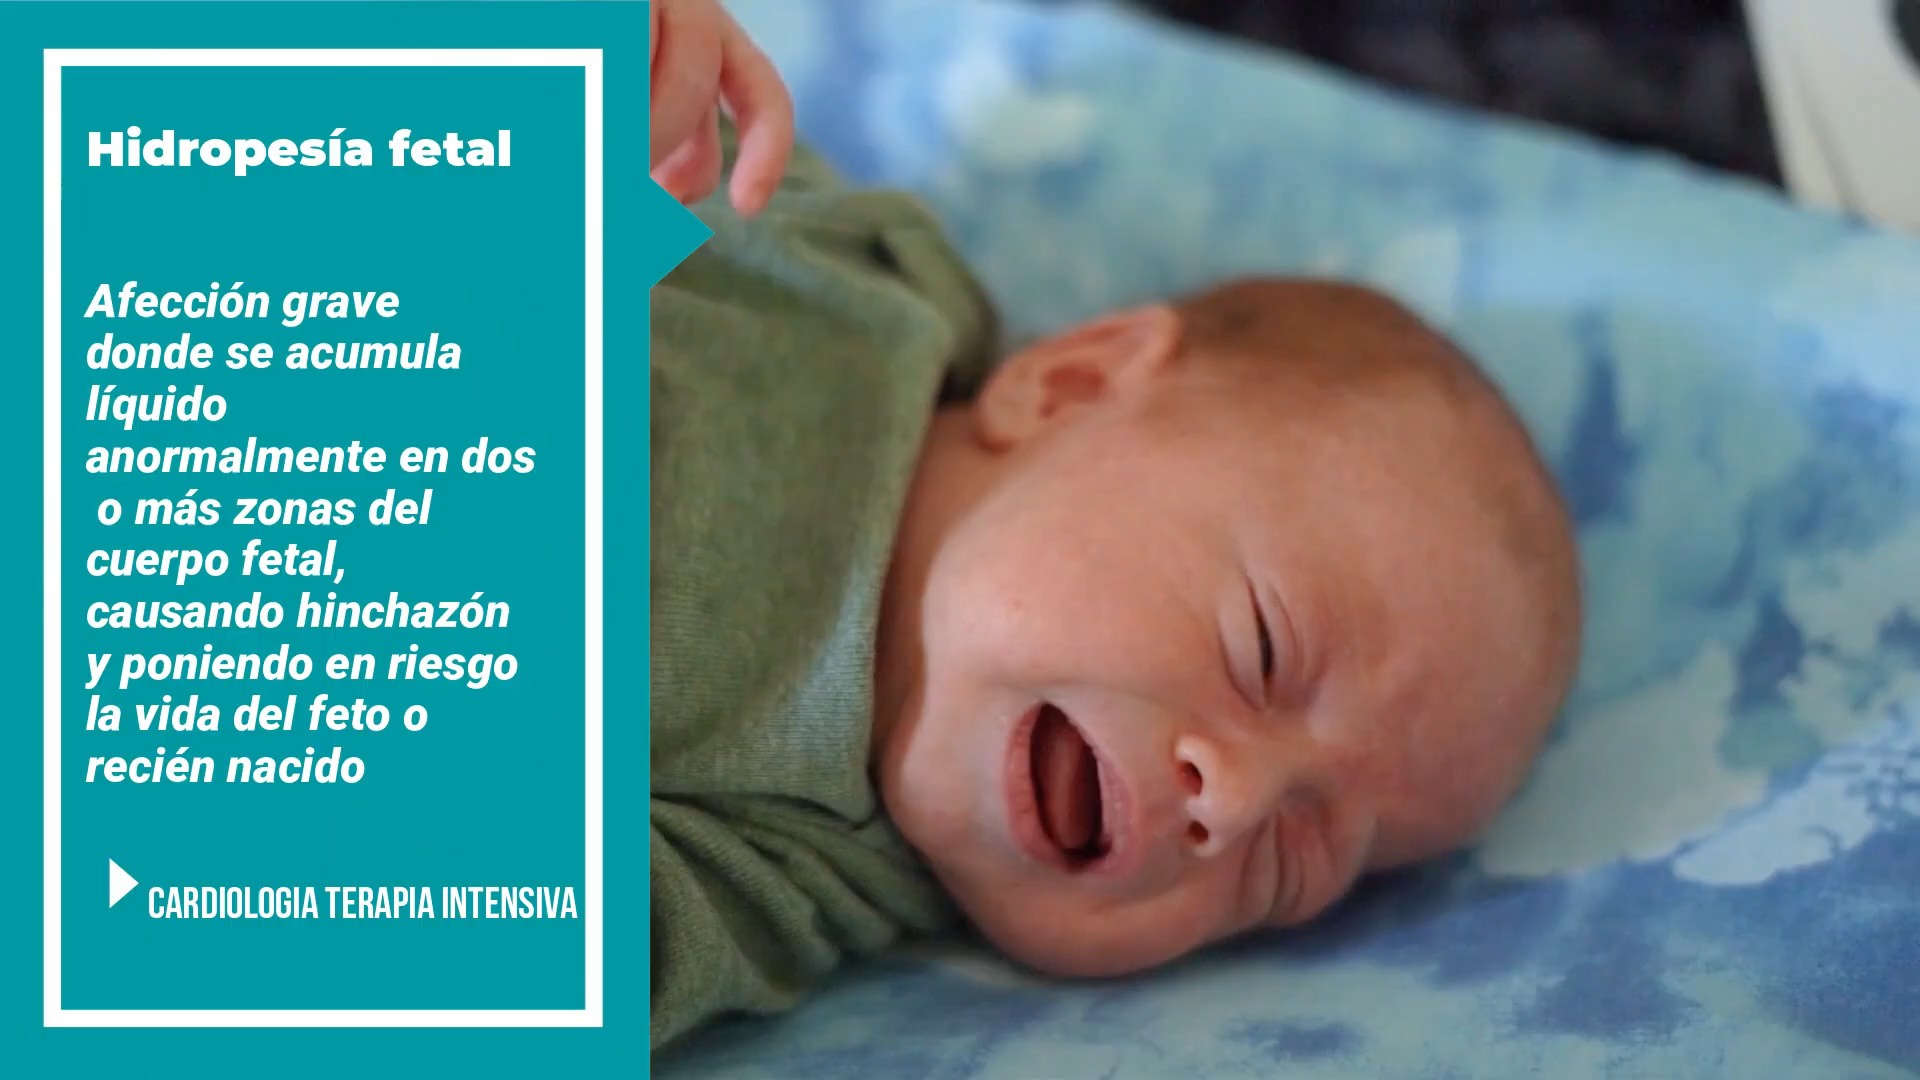 Hidropesía fetal
Afección grave
donde se acumula
líquido
anormalmente en dos
o más zonas del
cuerpo fetal,
causando hinchazón
y poniendo en riesgo
la vida del feto o
recién nacido
CARDIOLOGIA TERAPIA INTENSIVA